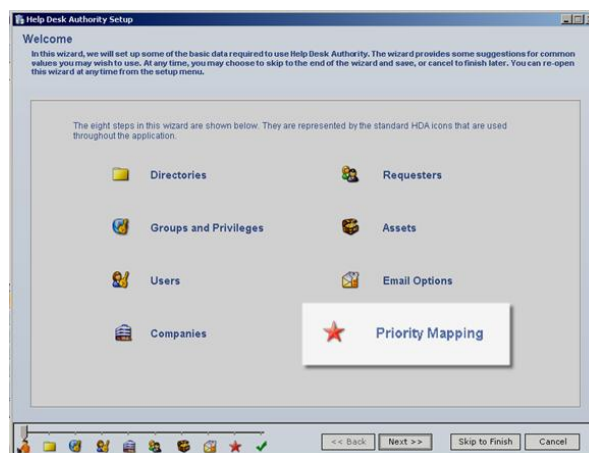 Help Desk Authority Setup
Welcome
In this wizard, we will set up some of the basic data required to use Help Desk Authority. The wizard provides some suggestions for common
values you may wish to use. At any time, you may choose to skip to the end of the wizard and save, or cancel to finish later. You can re-open
this wizard at any time from the setup menu.
The eight steps in this wizard are shown below. They are represented by the standard HDA icons that are used
throughout the application.
Directories
Requesters
Groups and Privileges
Assets
Users
Email Options
Companies
Priority Mapping
<< Back
Next >>
Skip to Finish
Cancel